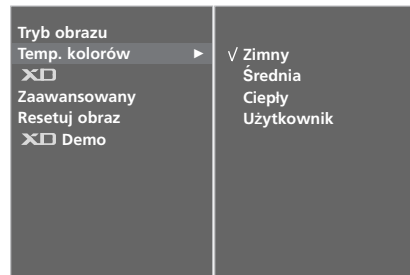 Tryb obrazu
Temp. kolorów ►
XD
Zaawansowany
Resetuj obraz
XD Demo
√ Zimny
Średnia
Ciepły
Użytkownik